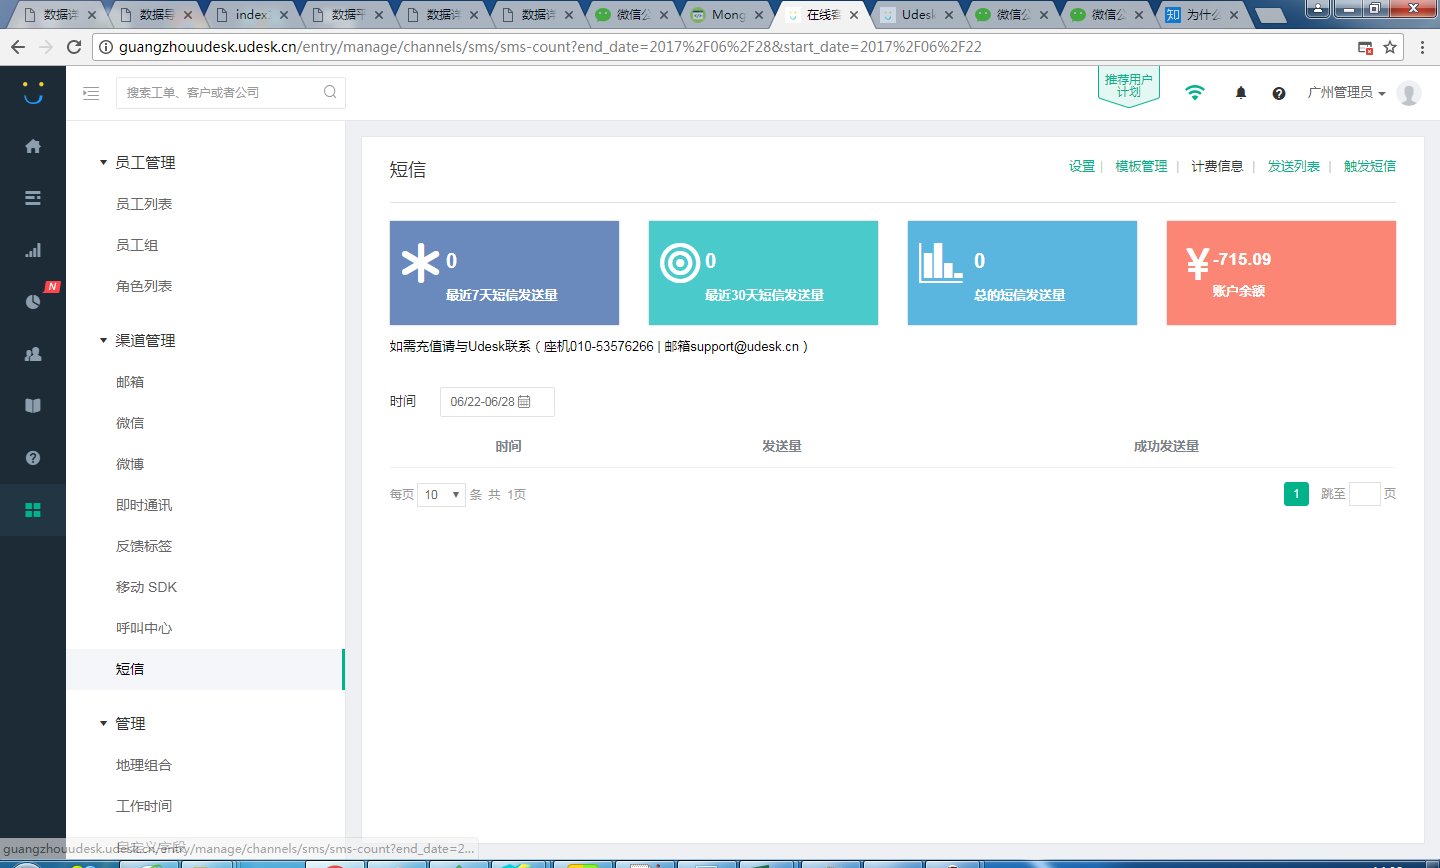 数据详
数据导
index
数据平
数据详
数据详
微信公
Mong
在线客
Udesk
微信公
微信公
知 为什么
guangzhouudesk.udesk.cn/entry/manage/channels/sms/sms-count?end_date=2017%2F06%2F28&start_date=2017%2F06%2F22
搜索工单、客户或者公司
推荐用户
计划
广州管理员
N
员工管理
员工列表
员工组
角色列表
渠道管理
邮箱
微信
微博
即时通讯
反馈标签
移动 SDK
呼叫中心
短信
管理
地理组合
工作时间
自定义字段
短信
设置 | 模板管理 | 计费信息 | 发送列表 | 触发短信
0
最近7天短信发送量
0
最近30天短信发送量
0
总的短信发送量
¥ -715.09
账户余额
如需充值请与Udesk联系（座机010-53576266 | 邮箱support@udesk.cn）
时间 06/22-06/28
时间 发送量 成功发送量
每页 10 条 共 1页
1 跳至 页
guangzhouudesk.udesk.cn/entry/manage/channels/sms/sms-count?end_date=2...